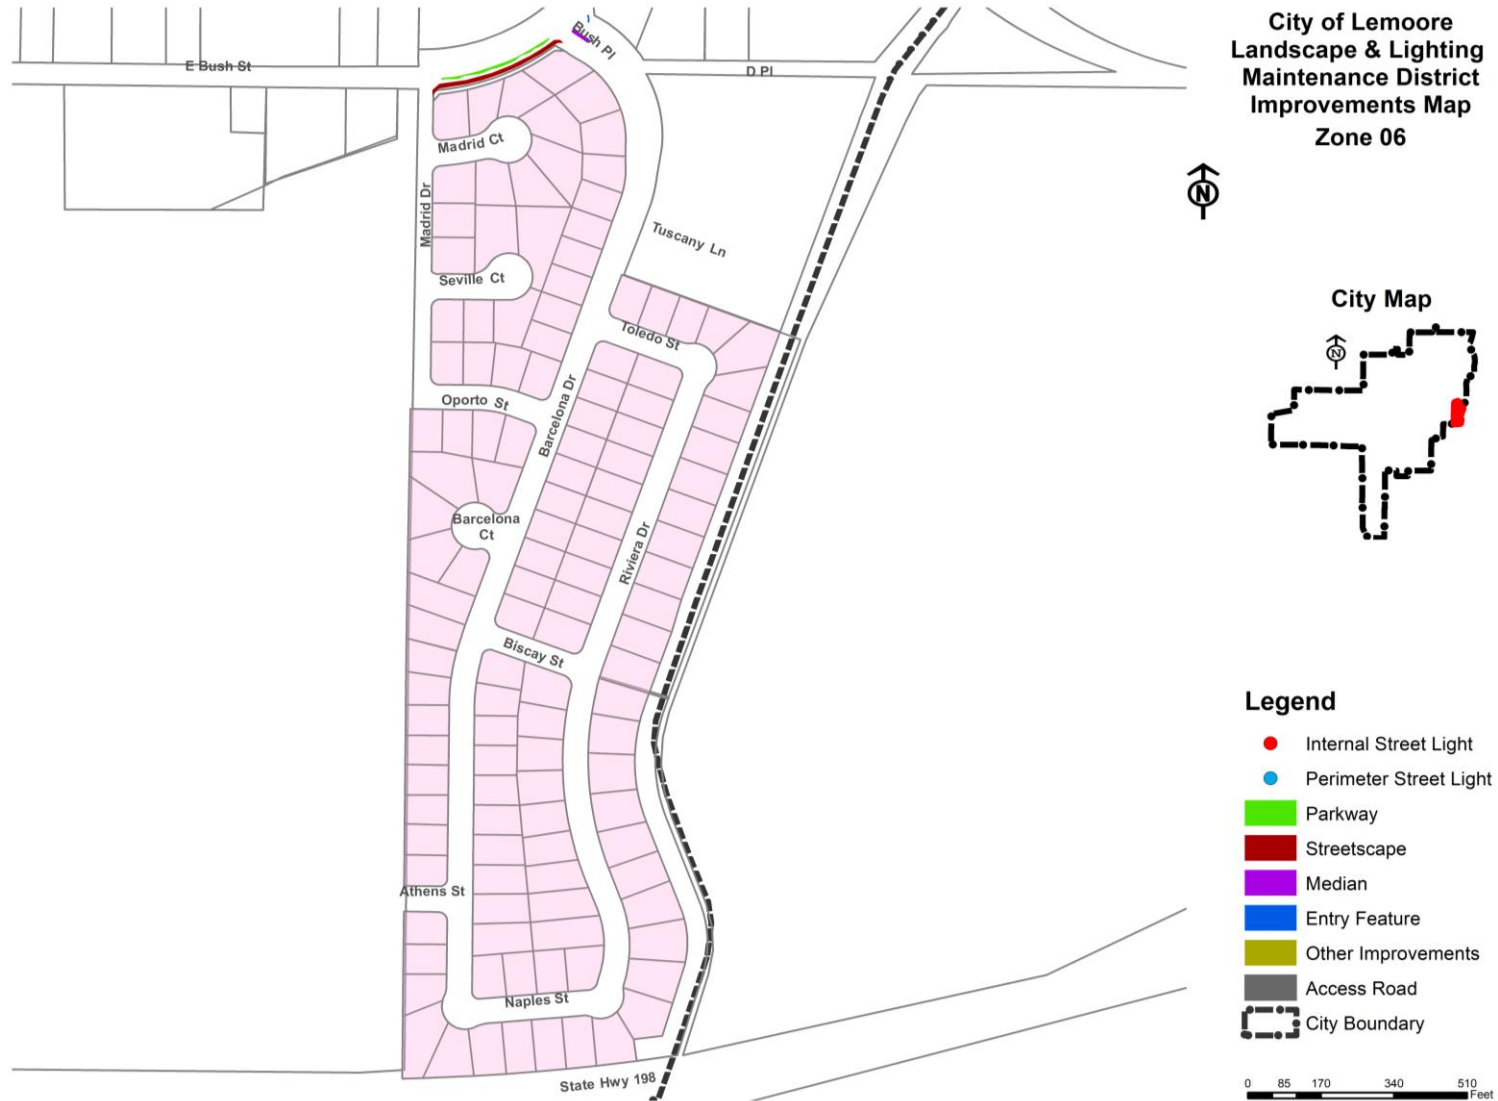 City of Lemoore
Landscape & Lighting
Maintenance District
Improvements Map
Zone 06
N
E Bush St
Bush Pl
D Pl
Madrid Ct
Madrid Dr
Tuscany Ln
Seville Ct
Toledo St
Oporto St
Barcelona Dr
Barcelona
Ct
Riviera Dr
Biscay St
Athens St
Naples St
State Hwy 198
City Map
N
Legend
Internal Street Light
Perimeter Street Light
Parkway
Streetscape
Median
Entry Feature
Other Improvements
Access Road
City Boundary
0 85 170 340 510
Feet